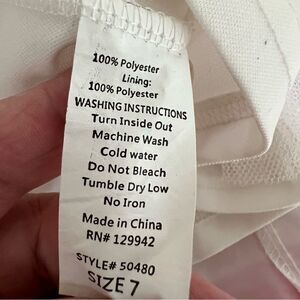 100% Polyester
Lining:
100% Polyester
WASHING INSTRUCTIONS
Turn Inside Out
Machine Wash
Cold water
Do Not Bleach
Tumble Dry Low
No Iron
Made in China
RN# 129942
STYLE# 50480
SIZE 7